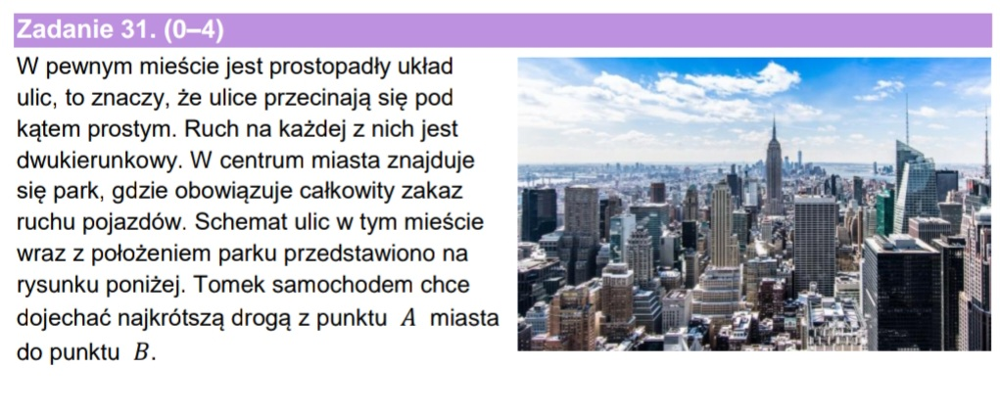 Zadanie 31. (0–4)
W pewnym mieście jest prostopadły układ
ulic, to znaczy, że ulice przecinają się pod
kątem prostym. Ruch na każdej z nich jest
dwukierunkowy. W centrum miasta znajduje
się park, gdzie obowiązuje całkowity zakaz
ruchu pojazdów. Schemat ulic w tym mieście
wraz z położeniem parku przedstawiono na
rysunku poniżej. Tomek samochodem chce
dojechać najkrótszą drogą z punktu A miasta
do punktu B.